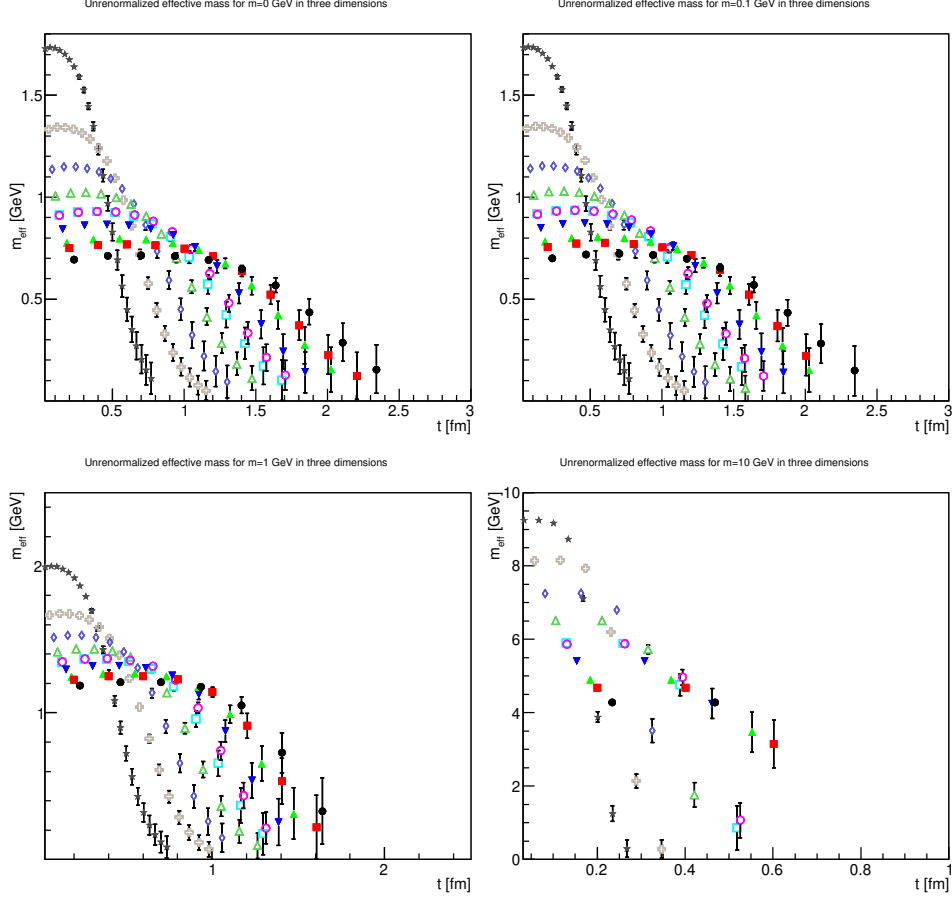 Unrenormalized effective mass for m=0 GeV in three dimensions
m_eff [GeV]
1.5
1
0.5
0.5
1
1.5
2
2.5
3
t [fm]
Unrenormalized effective mass for m=0.1 GeV in three dimensions
m_eff [GeV]
1.5
1
0.5
0.5
1
1.5
2
2.5
3
t [fm]
Unrenormalized effective mass for m=1 GeV in three dimensions
m_eff [GeV]
2
1
1
2
t [fm]
Unrenormalized effective mass for m=10 GeV in three dimensions
m_eff [GeV]
10
8
6
4
2
0
0.2
0.4
0.6
0.8
1
t [fm]